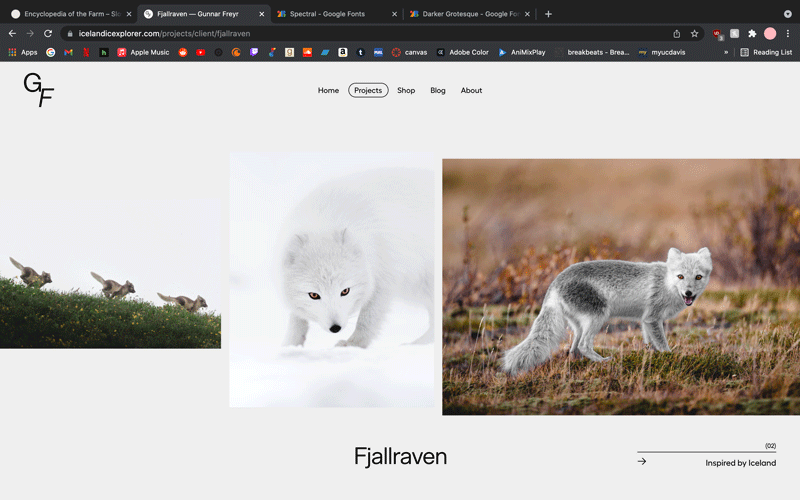 Encyclopedia of the Farm – Slo
Fjallraven — Gunnar Freyr
Spectral - Google Fonts
Darker Grotesque - Google Fon
icelandicexplorer.com/projects/client/fjallraven
Apps
Apple Music
canvas
Adobe Color
AniMixPlay
breakbeats - Brea...
myucdavis
»
Reading List
GF
Home
Projects
Shop
Blog
About
Fjallraven
(02)
→ Inspired by Iceland